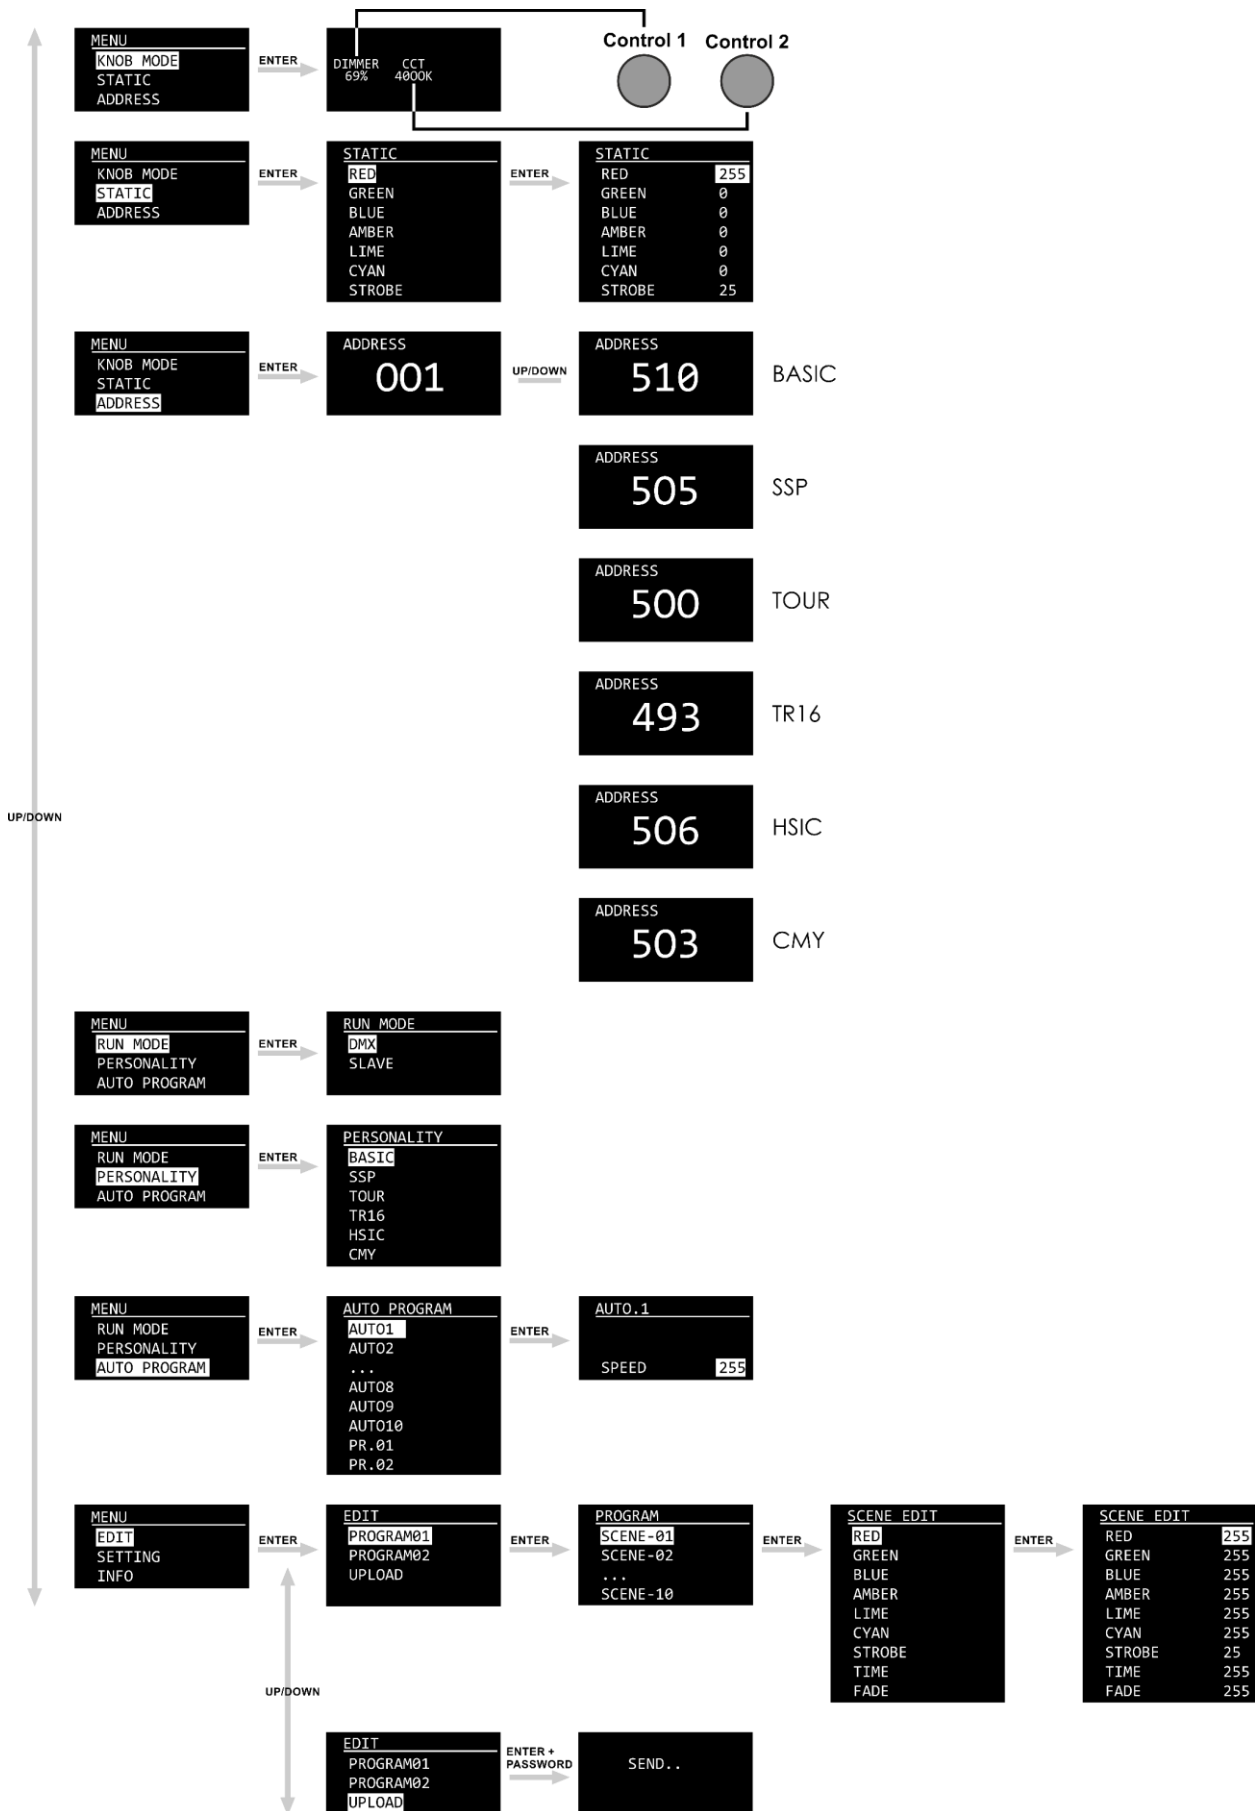 Control 1 Control 2
MENU
KNOB MODE
STATIC
ADDRESS
ENTER
DIMMER CCT
69% 4000K
MENU
KNOB MODE
STATIC
ADDRESS
ENTER
STATIC
RED
GREEN
BLUE
AMBER
LIME
CYAN
STROBE
ENTER
STATIC
RED 255
GREEN 0
BLUE 0
AMBER 0
LIME 0
CYAN 0
STROBE 25
MENU
KNOB MODE
STATIC
ADDRESS
ENTER
ADDRESS
001
UP/DOWN
ADDRESS
510
BASIC
ADDRESS
505
SSP
ADDRESS
500
TOUR
ADDRESS
493
TR16
ADDRESS
506
HSIC
ADDRESS
503
CMY
UP/DOWN
MENU
RUN MODE
PERSONALITY
AUTO PROGRAM
ENTER
RUN MODE
DMX
SLAVE
MENU
RUN MODE
PERSONALITY
AUTO PROGRAM
ENTER
PERSONALITY
BASIC
SSP
TOUR
TR16
HSIC
CMY
MENU
RUN MODE
PERSONALITY
AUTO PROGRAM
ENTER
AUTO PROGRAM
AUTO1
AUTO2
...
AUTO8
AUTO9
AUTO10
PR.01
PR.02
ENTER
AUTO.1
SPEED 255
MENU
EDIT
SETTING
INFO
ENTER
EDIT
PROGRAM01
PROGRAM02
UPLOAD
ENTER
PROGRAM
SCENE-01
SCENE-02
...
SCENE-10
ENTER
SCENE EDIT
RED
GREEN
BLUE
AMBER
LIME
CYAN
STROBE
TIME
FADE
ENTER
SCENE EDIT
RED 255
GREEN 255
BLUE 255
AMBER 255
LIME 255
CYAN 255
STROBE 25
TIME 255
FADE 255
UP/DOWN
EDIT
PROGRAM01
PROGRAM02
UPLOAD
ENTER +
PASSWORD
SEND..